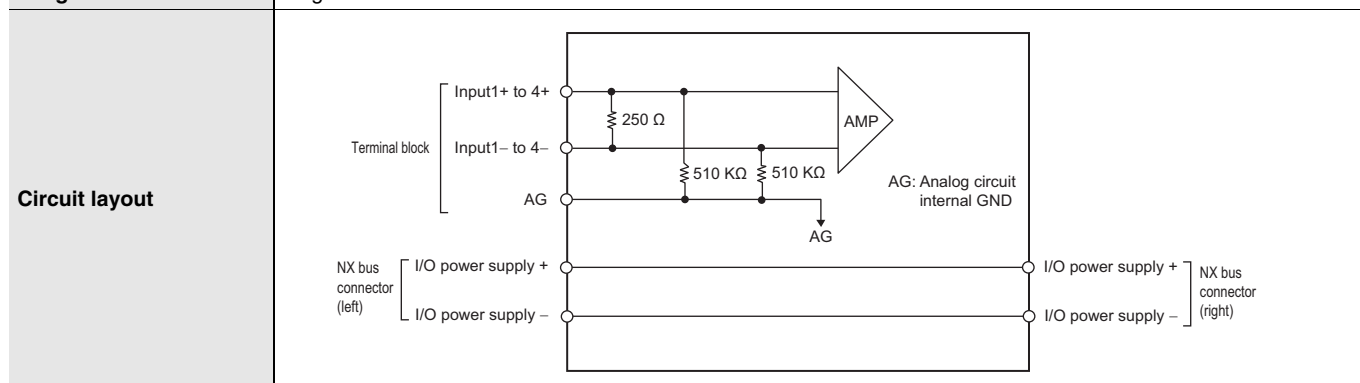 Circuit layout
Input1+ to 4+
250 Ω
AMP
Terminal block
Input1− to 4−
510 KΩ
510 KΩ
AG: Analog circuit
internal GND
AG
AG
NX bus
connector
(left)
I/O power supply +
I/O power supply −
I/O power supply +
I/O power supply −
NX bus
connector
(right)